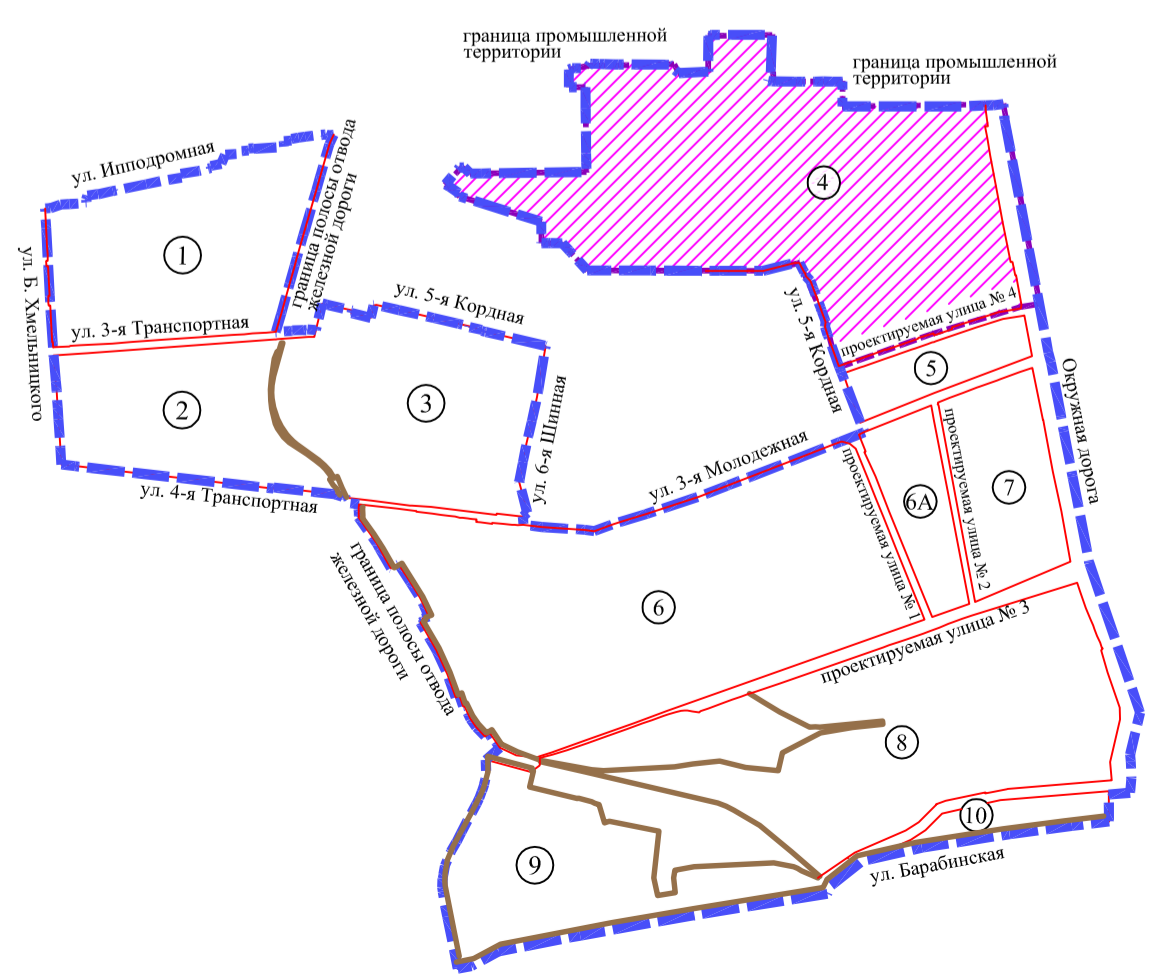 граница промышленной
территории
граница промышленной
территории
ул. Ипподромная
граница полосы отвода
железной дороги
4
1
ул. Б. Хмельницкого
ул. 3-я Транспортная
ул. 5-я Кордная
ул. 5-я Кордная
проектируемая улица № 4
5
Окружная дорога
2
3
ул. 6-я Шинная
ул. 3-я Молодежная
ул. 4-я Транспортная
проектируемая улица № 1
6А
проектируемая улица № 2
7
граница полосы отвода
железной дороги
6
проектируемая улица № 3
8
9
10
ул. Барабинская